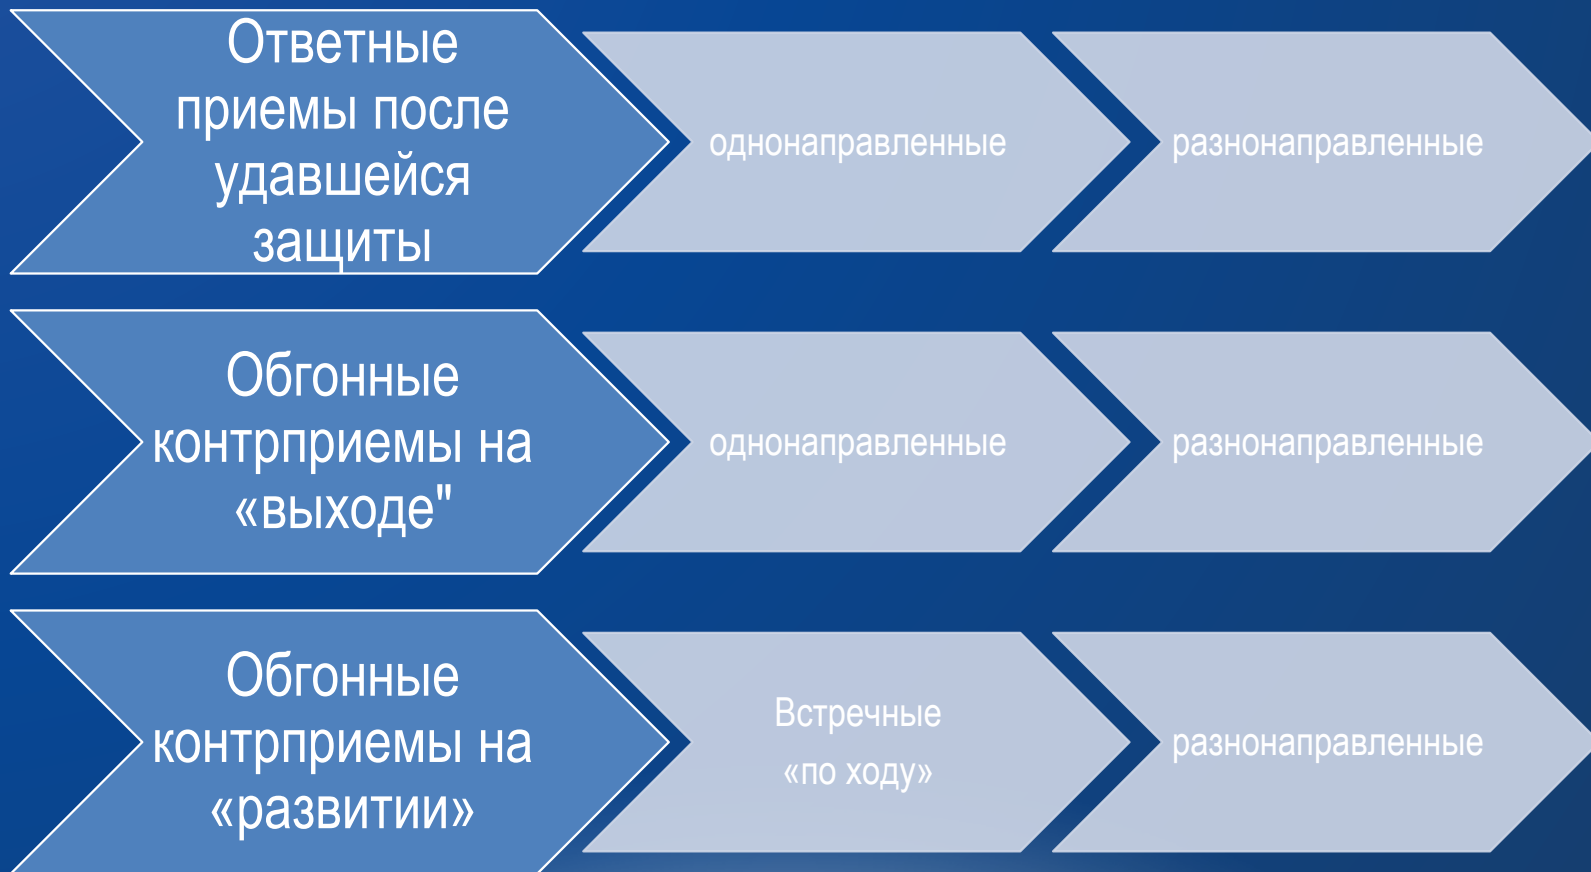 Ответные
приемы после
удавшейся
защиты
однонаправленные
разнонаправленные
Обгонные
контрприемы на
«выходе"
однонаправленные
разнонаправленные
Обгонные
контрприемы на
«развитии»
Встречные
«по ходу»
разнонаправленные